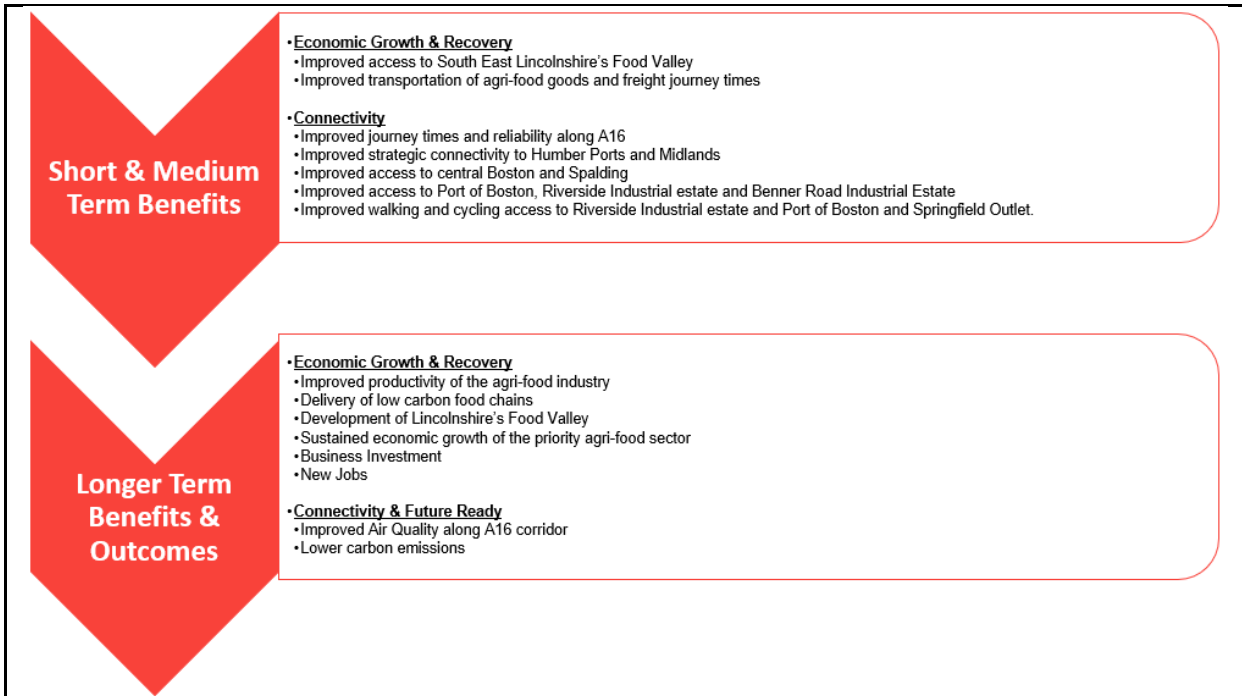 Short & Medium
Term Benefits
•Economic Growth & Recovery
•Improved access to South East Lincolnshire's Food Valley
•Improved transportation of agri-food goods and freight journey times
•Connectivity
•Improved journey times and reliability along A16
•Improved strategic connectivity to Humber Ports and Midlands
•Improved access to central Boston and Spalding
•Improved access to Port of Boston, Riverside Industrial estate and Benner Road Industrial Estate
•Improved walking and cycling access to Riverside Industrial estate and Port of Boston and Springfield Outlet.
Longer Term
Benefits &
Outcomes
•Economic Growth & Recovery
•Improved productivity of the agri-food industry
•Delivery of low carbon food chains
•Development of Lincolnshire's Food Valley
•Sustained economic growth of the priority agri-food sector
•Business Investment
•New Jobs
•Connectivity & Future Ready
•Improved Air Quality along A16 corridor
•Lower carbon emissions